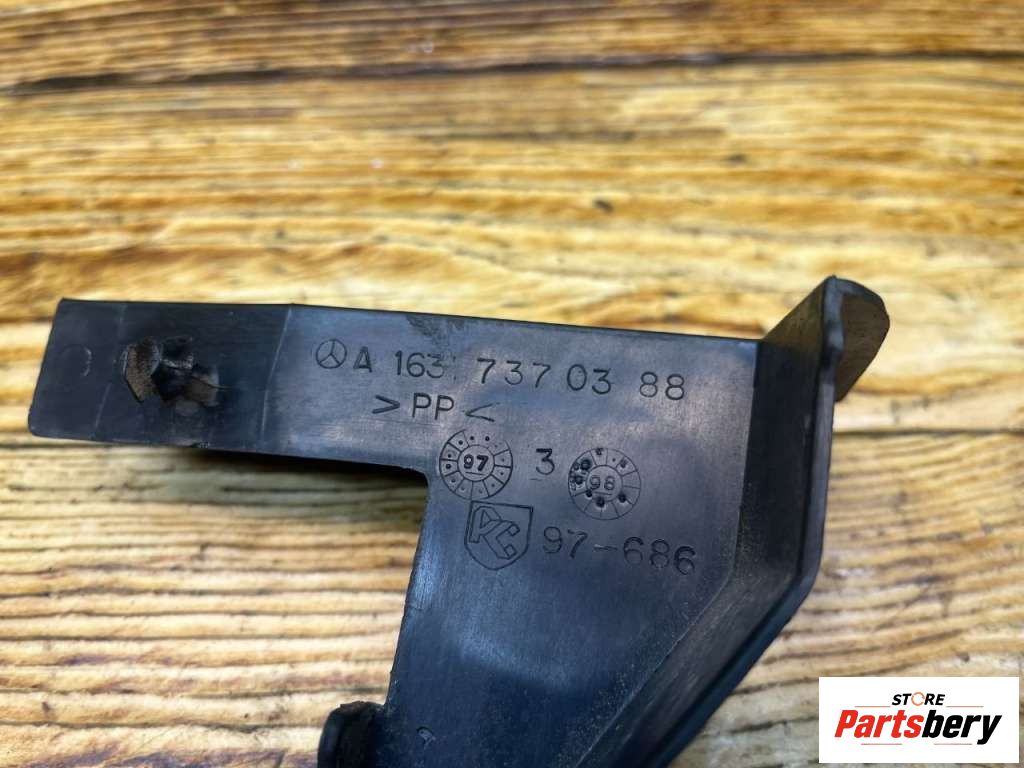 A 163 737 03 88
>PP<
97 3 98
97-686
STORE
Partsbery